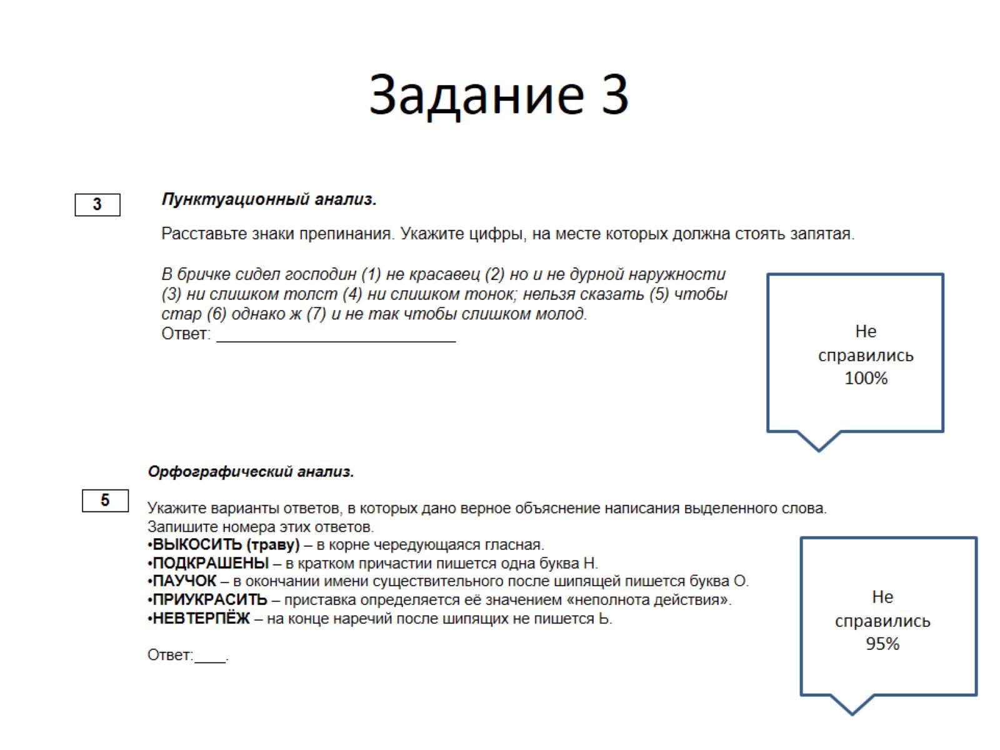 Задание 3
3
Пунктуационный анализ.
Расставьте знаки препинания. Укажите цифры, на месте которых должна стоять запятая.
В бричке сидел господин (1) не красавец (2) но и не дурной наружности
(3) ни слишком толст (4) ни слишком тонок; нельзя сказать (5) чтобы
стар (6) однако ж (7) и не так чтобы слишком молод.
Ответ: ___________________________
Не
справились
100%
Орфографический анализ.
5
Укажите варианты ответов, в которых дано верное объяснение написания выделенного слова.
Запишите номера этих ответов.
•ВЫКОСИТЬ (траву) – в корне чередующаяся гласная.
•ПОДКРАШЕНЫ – в кратком причастии пишется одна буква Н.
•ПАУЧОК – в окончании имени существительного после шипящей пишется буква О.
•ПРИУКРАСИТЬ – приставка определяется её значением «неполнота действия».
•НЕВТЕРПЁЖ – на конце наречий после шипящих не пишется Ь.
Ответ:____.
Не
справились
95%